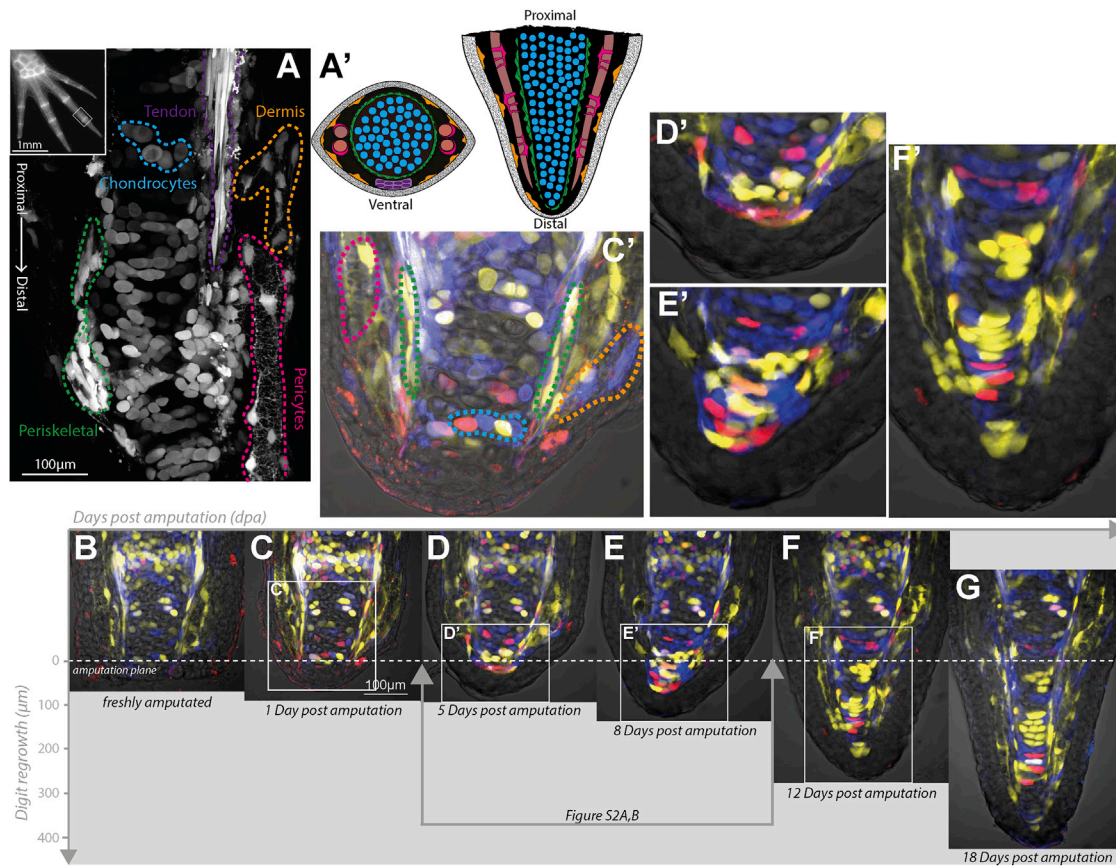 A
1mm
Tendon
Dermis
Chondrocytes
Proximal
Distal
Periskeletal
Pericytes
100µm
A'
Ventral
Proximal
Distal
C'
D'
E'
F'
Days post amputation (dpa)
B
C
D
E
F
G
C'
D'
E'
F'
0
amputation plane
100µm
freshly amputated
1 Day post amputation
5 Days post amputation
8 Days post amputation
12 Days post amputation
18 Days post amputation
Digit regrowth (µm)
100
200
300
400
Figure S2A,B